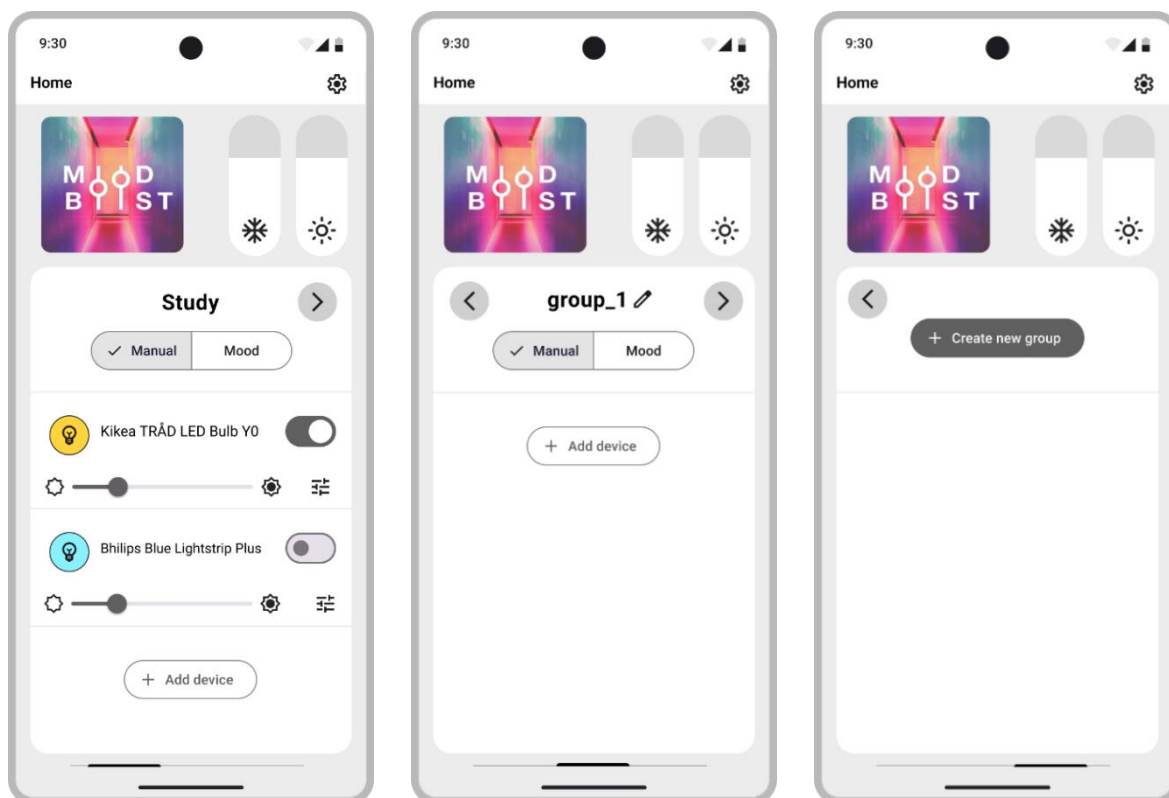 9:30
Home
MOOD
BOOST
Study
Manual
Mood
Kikea TRÅD LED Bulb Y0
Bhilips Blue Lightstrip Plus
+ Add device
9:30
Home
MOOD
BOOST
group_1
Manual
Mood
+ Add device
9:30
Home
MOOD
BOOST
+ Create new group